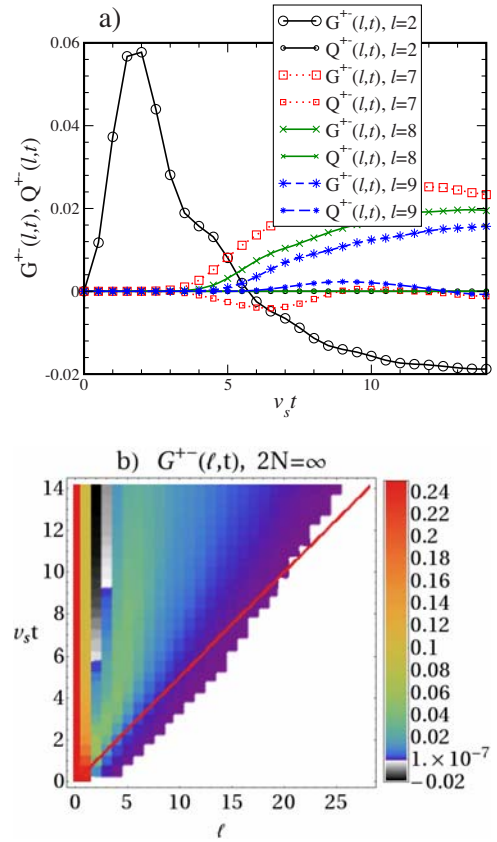 a)
G⁺⁻(l,t), l=2
Q⁺⁻(l,t), l=2
G⁺⁻(l,t), l=7
Q⁺⁻(l,t), l=7
G⁺⁻(l,t), l=8
Q⁺⁻(l,t), l=8
G⁺⁻(l,t), l=9
Q⁺⁻(l,t), l=9
G⁺⁻(l,t), Q⁺⁻(l,t)
0.06
0.04
0.02
0
-0.02
0 5 10
vₛt
b) G⁺⁻(ℓ,t), 2N=∞
vₛt
14
12
10
8
6
4
2
0
0 5 10 15 20 25
ℓ
0.24
0.2
0.18
0.16
0.14
0.12
0.1
0.08
0.06
0.04
0.02
1.×10⁻⁷
−0.02